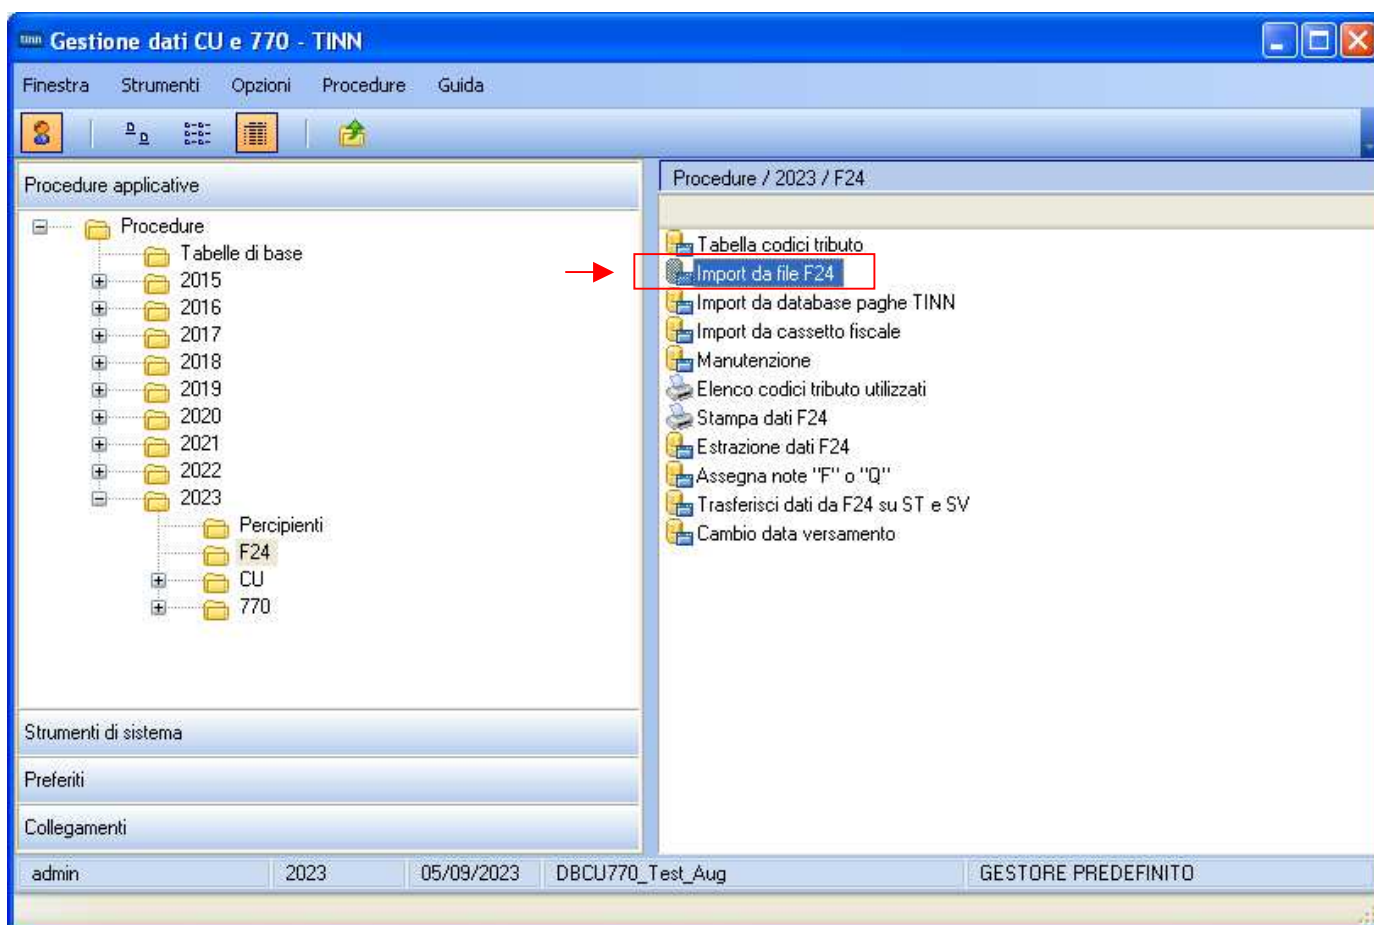 tinn Gestione dati CU e 770 - TINN
Finestra Strumenti Opzioni Procedure Guida
Procedure applicative
Procedure
Tabelle di base
2015
2016
2017
2018
2019
2020
2021
2022
2023
Percipienti
F24
CU
770
Strumenti di sistema
Preferiti
Collegamenti
Procedure / 2023 / F24
Tabella codici tributo
Import da file F24
Import da database paghe TINN
Import da cassetto fiscale
Manutenzione
Elenco codici tributo utilizzati
Stampa dati F24
Estrazione dati F24
Assegna note "F" o "Q"
Trasferisci dati da F24 su ST e SV
Cambio data versamento
admin 2023 05/09/2023 DBCU770_Test_Aug GESTORE PREDEFINITO